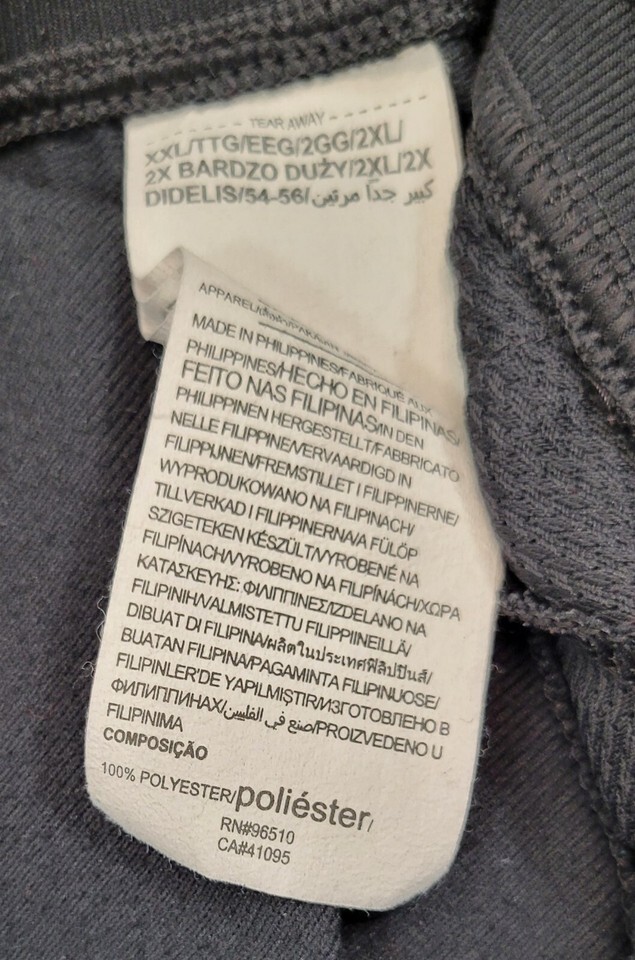 TEAR AWAY
XXL/TTG/EEG/2GG/2XL/
2X BARDZO DUŻY/2XL/2X
DIDELIS/54-56/كبير جداً مرتين
APPAREL/
MADE IN PHILIPPINES/FABRIQUÉ AUX
PHILIPPINES/HECHO EN FILIPINAS/
FEITO NAS FILIPINAS/IN DEN
PHILIPPINEN HERGESTELLT/FABBRICATO
NELLE FILIPPINE/VERVAARDIGD IN
FILIPPIJNEN/FREMSTILLET I FILIPPINERNE/
WYPRODUKOWANO NA FILIPINACH/
TILLVERKAD I FILIPPINERNA/A FÜLÖP
SZIGETEKEN KÉSZÜLT/VYROBENÉ NA
FILIPÍNACH/VYROBENO NA FILIPÍNÁCH/ΧΩΡΑ
ΚΑΤΑΣΚΕΥΗΣ: ΦΙΛΙΠΠΙΝΕΣ/IZDELANO NA
FILIPINIH/VALMISTETTU FILIPPIINEILLÄ/
DIBUAT DI FILIPINA/ผลิตในประเทศฟิลิปปินส์/
BUATAN FILIPINA/PAGAMINTA FILIPINUOSE/
FILIPINLER'DE YAPILMIŞTIR/ИЗГОТОВЛЕНО В
ФИЛИППИНАХ/صنع في الفلبين/PROIZVEDENO U
FILIPINIMA
COMPOSIÇÃO
100% POLYESTER/poliéster/
RN#96510
CA#41095